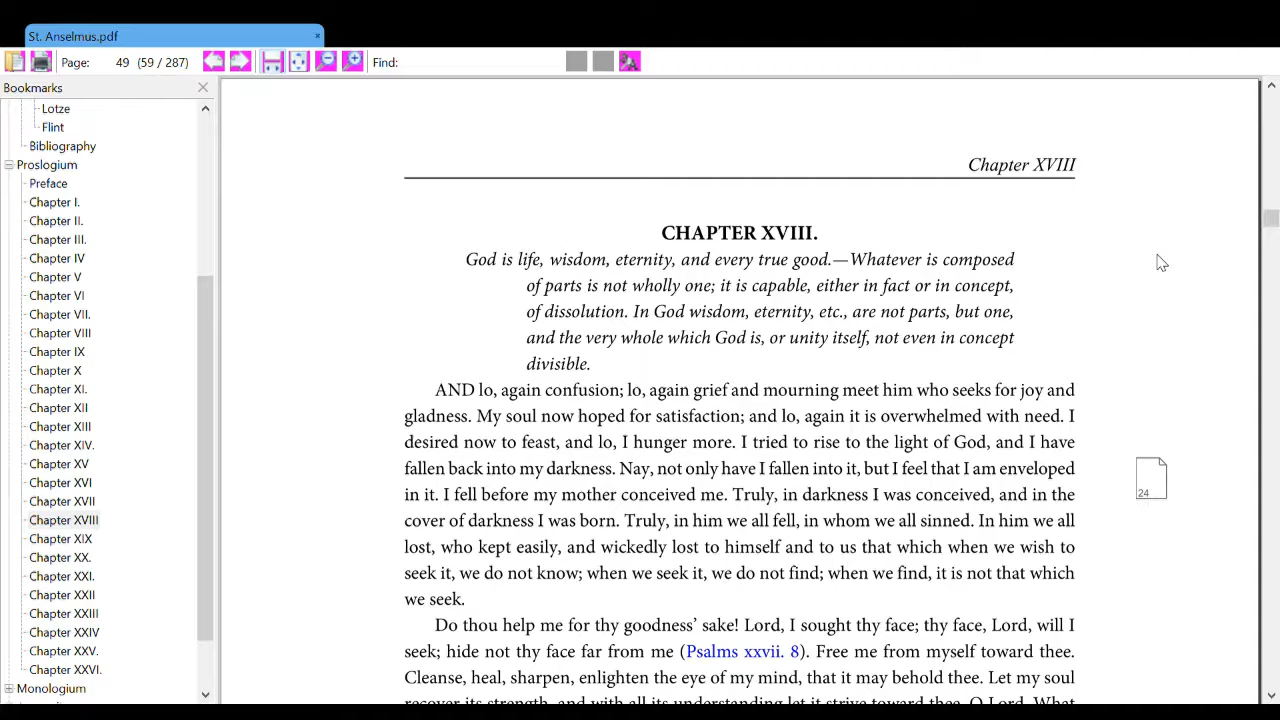 St. Anselmus.pdf
Page: 49 (59 / 287) Find:
Bookmarks
Lotze
Flint
Bibliography
Proslogium
Preface
Chapter I.
Chapter II.
Chapter III.
Chapter IV
Chapter V
Chapter VI
Chapter VII.
Chapter VIII
Chapter IX
Chapter X
Chapter XI.
Chapter XII
Chapter XIII
Chapter XIV.
Chapter XV
Chapter XVI
Chapter XVII
Chapter XVIII
Chapter XIX
Chapter XX.
Chapter XXI.
Chapter XXII
Chapter XXIII
Chapter XXIV
Chapter XXV.
Chapter XXVI.
Monologium
Chapter XVIII
CHAPTER XVIII.
God is life, wisdom, eternity, and every true good.—Whatever is composed
of parts is not wholly one; it is capable, either in fact or in concept,
of dissolution. In God wisdom, eternity, etc., are not parts, but one,
and the very whole which God is, or unity itself, not even in concept
divisible.
AND lo, again confusion; lo, again grief and mourning meet him who seeks for joy and
gladness. My soul now hoped for satisfaction; and lo, again it is overwhelmed with need. I
desired now to feast, and lo, I hunger more. I tried to rise to the light of God, and I have
fallen back into my darkness. Nay, not only have I fallen into it, but I feel that I am enveloped
in it. I fell before my mother conceived me. Truly, in darkness I was conceived, and in the
cover of darkness I was born. Truly, in him we all fell, in whom we all sinned. In him we all
lost, who kept easily, and wickedly lost to himself and to us that which when we wish to
seek it, we do not know; when we seek it, we do not find; when we find, it is not that which
we seek.
Do thou help me for thy goodness’ sake! Lord, I sought thy face; thy face, Lord, will I
seek; hide not thy face far from me (Psalms xxvii. 8). Free me from myself toward thee.
Cleanse, heal, sharpen, enlighten the eye of my mind, that it may behold thee. Let my soul
recover its strength, and with all its understanding let it strive toward thee, O Lord. What
24